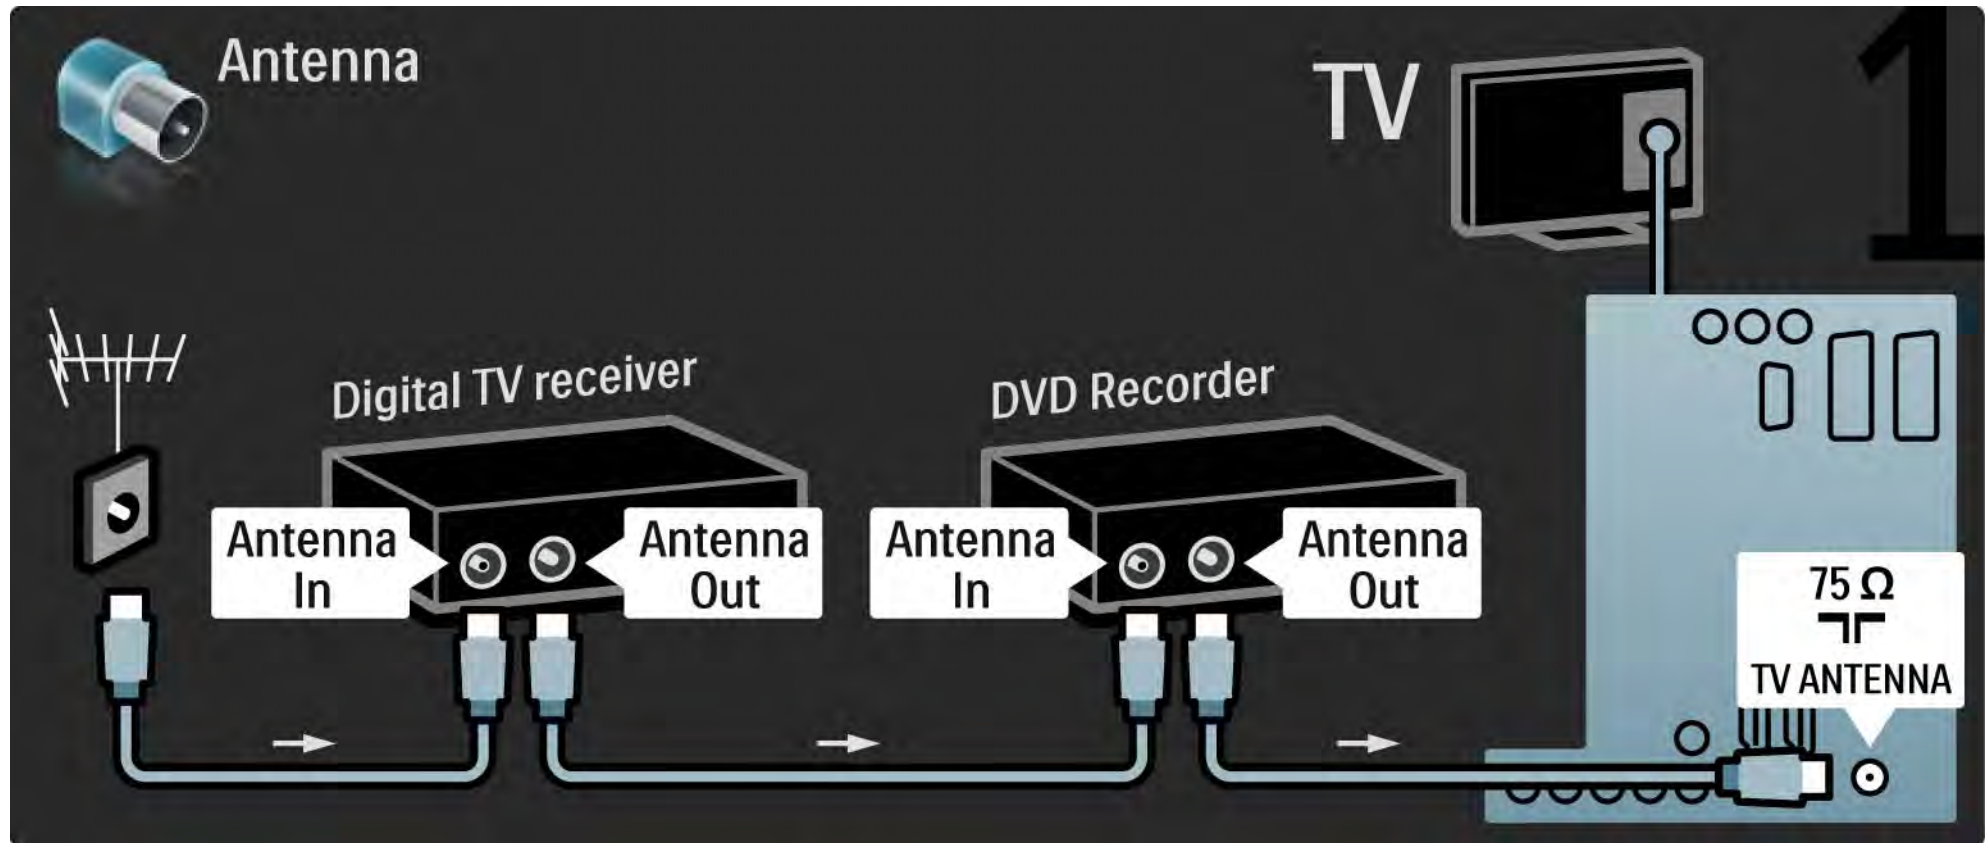 Antenna
TV
1
Digital TV receiver
DVD Recorder
Antenna
In
Antenna
Out
Antenna
In
Antenna
Out
75 Ω
TV ANTENNA